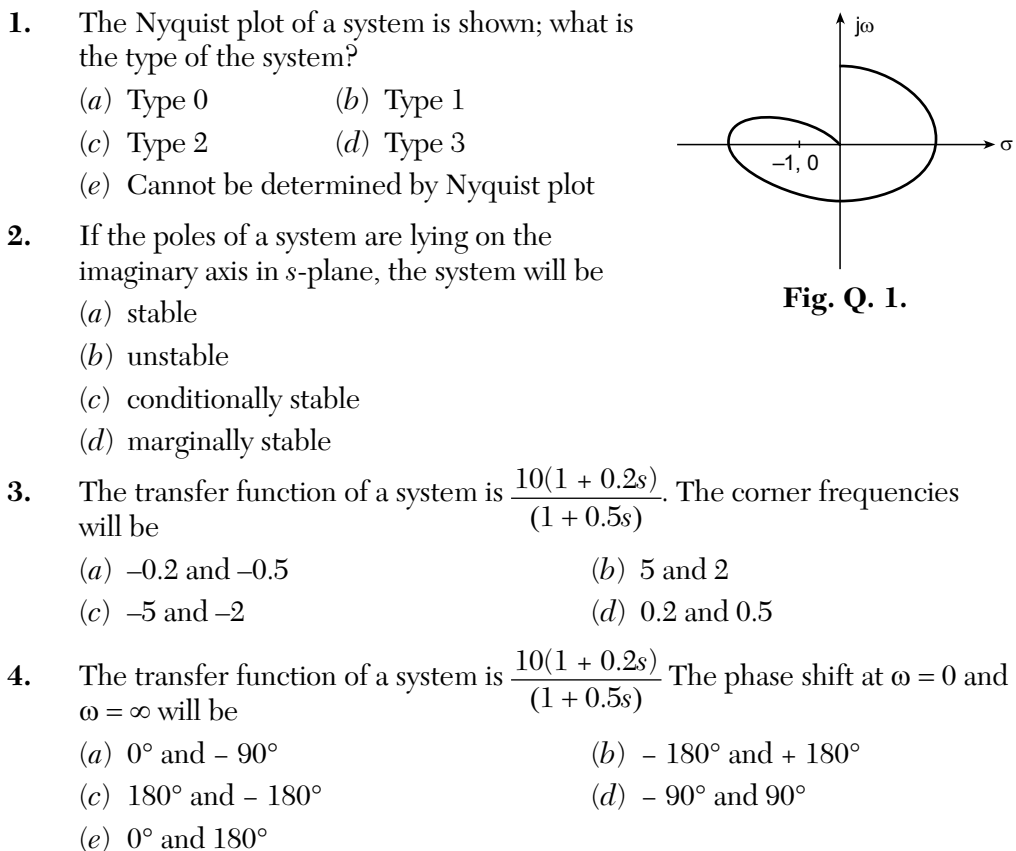 1. The Nyquist plot of a system is shown; what is
the type of the system?
(a) Type 0 (b) Type 1
(c) Type 2 (d) Type 3
(e) Cannot be determined by Nyquist plot
jω
σ
–1, 0
Fig. Q. 1.
2. If the poles of a system are lying on the
imaginary axis in s-plane, the system will be
(a) stable
(b) unstable
(c) conditionally stable
(d) marginally stable
3. The transfer function of a system is 10(1 + 0.2s)/(1 + 0.5s). The corner frequencies
will be
(a) –0.2 and –0.5 (b) 5 and 2
(c) –5 and –2 (d) 0.2 and 0.5
4. The transfer function of a system is 10(1 + 0.2s)/(1 + 0.5s) The phase shift at ω = 0 and
ω = ∞ will be
(a) 0° and – 90° (b) – 180° and + 180°
(c) 180° and – 180° (d) – 90° and 90°
(e) 0° and 180°